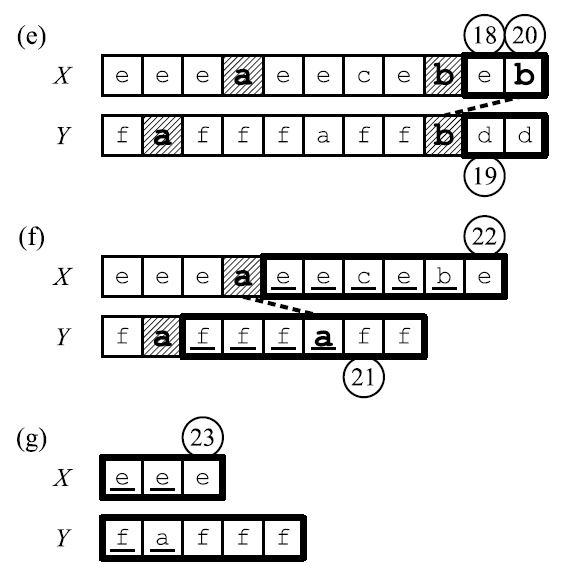 (e)
18 20
X e e e a e e c e b e b
Y f a f f f a f f b d d
19
(f)
22
X e e e a e e c e b e
Y f a f f f a f f
21
(g)
23
X e e e
Y f a f f f